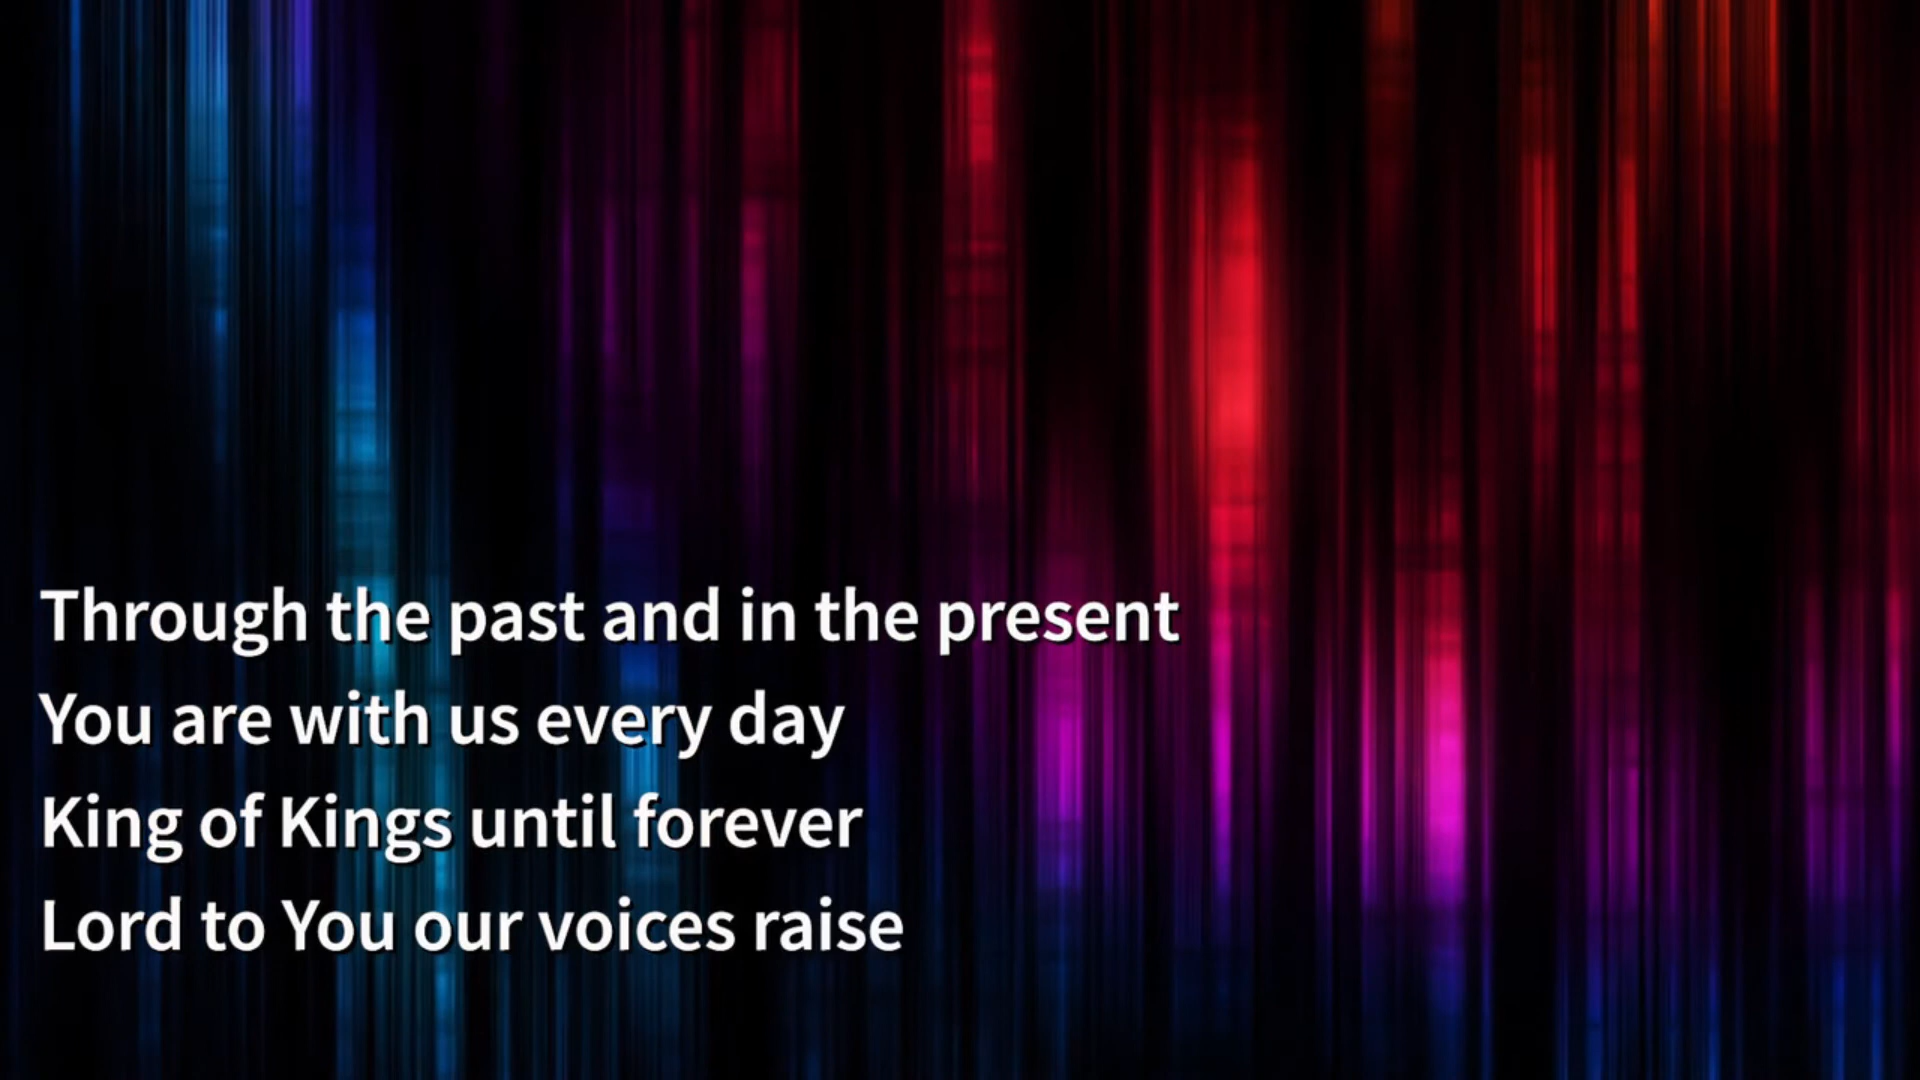 Through the past and in the present
You are with us every day
King of Kings until forever
Lord to You our voices raise